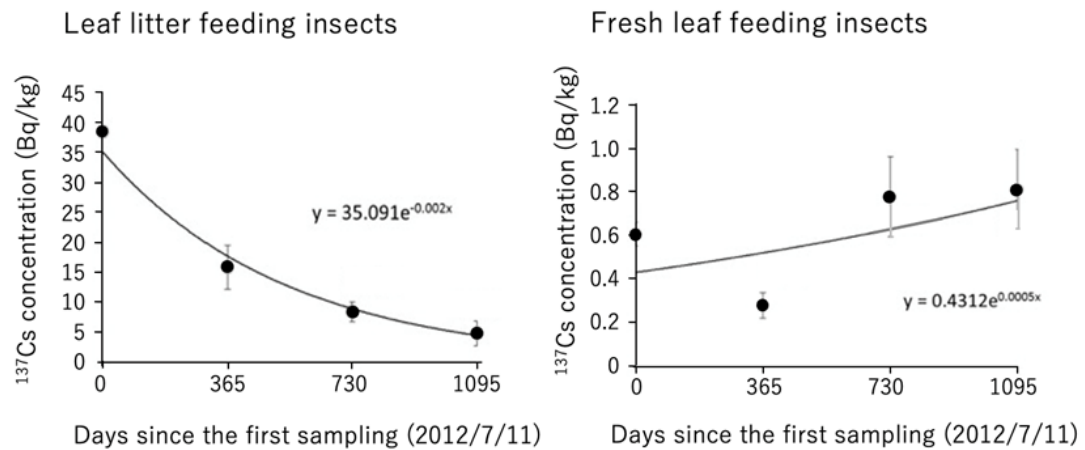 Leaf litter feeding insects
¹³⁷Cs concentration (Bq/kg)
45
40
35
30
25
20
15
10
5
0
y = 35.091e⁻⁰·⁰⁰²ˣ
0 365 730 1095
Days since the first sampling (2012/7/11)
Fresh leaf feeding insects
¹³⁷Cs concentration (Bq/kg)
1.2
1.0
0.8
0.6
0.4
0.2
0
y = 0.4312e⁰·⁰⁰⁰⁵ˣ
0 365 730 1095
Days since the first sampling (2012/7/11)